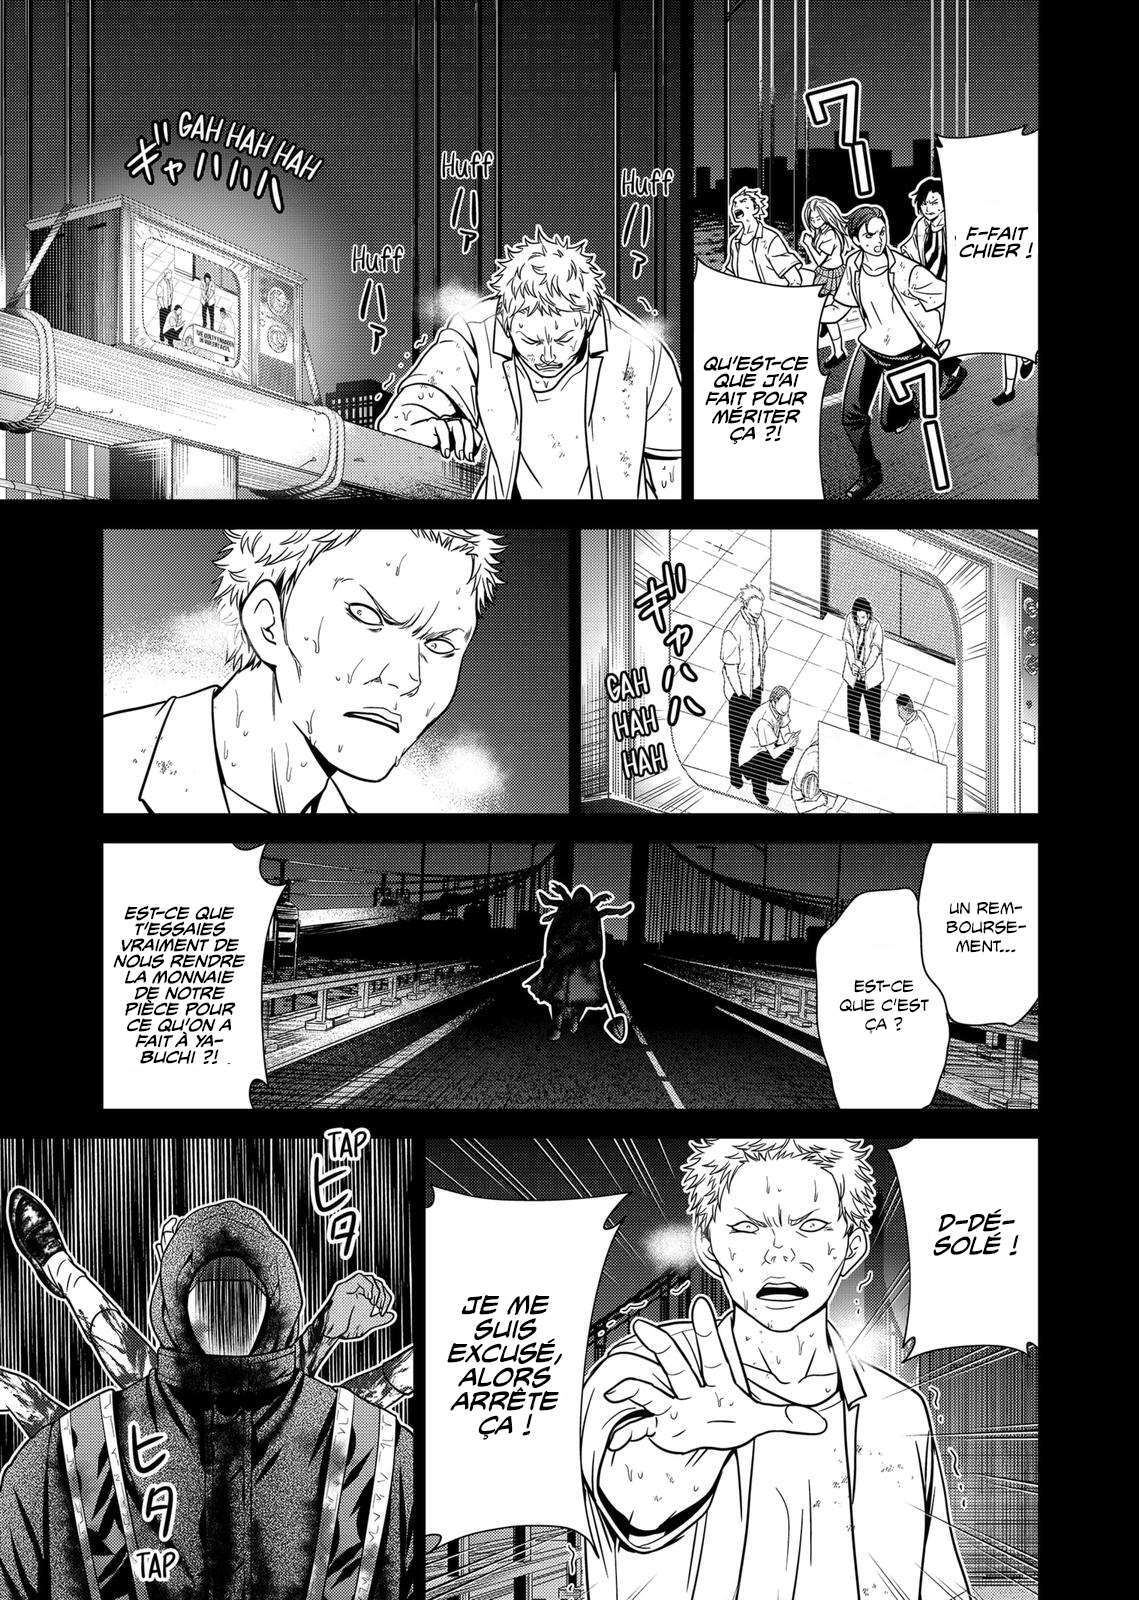 F-FAIT
CHIER !
ワー
ワー
QU'EST-CE
QUE J'AI
FAIT POUR
MÉRITER
ÇA ?!
Huff
ハァ
Huff
ハァ
Huff
ハァ
GAH HAH HAH
ギャハハハ
ギャハハ
GAH
HAH
HAH
UN REM-
BOURSE-
MENT...
EST-CE
QUE C'EST
ÇA ?
EST-CE QUE
T'ESSAIES
VRAIMENT DE
NOUS RENDRE
LA MONNAIE
DE NOTRE
PIÈCE POUR
CE QU'ON A
FAIT À YA-
BUCHI ?!
D-DÉ-
SOLÉ !
JE ME
SUIS
EXCUSÉ,
ALORS
ARRÊTE
ÇA !
TAP
ヒタ
ヒタ
TAP